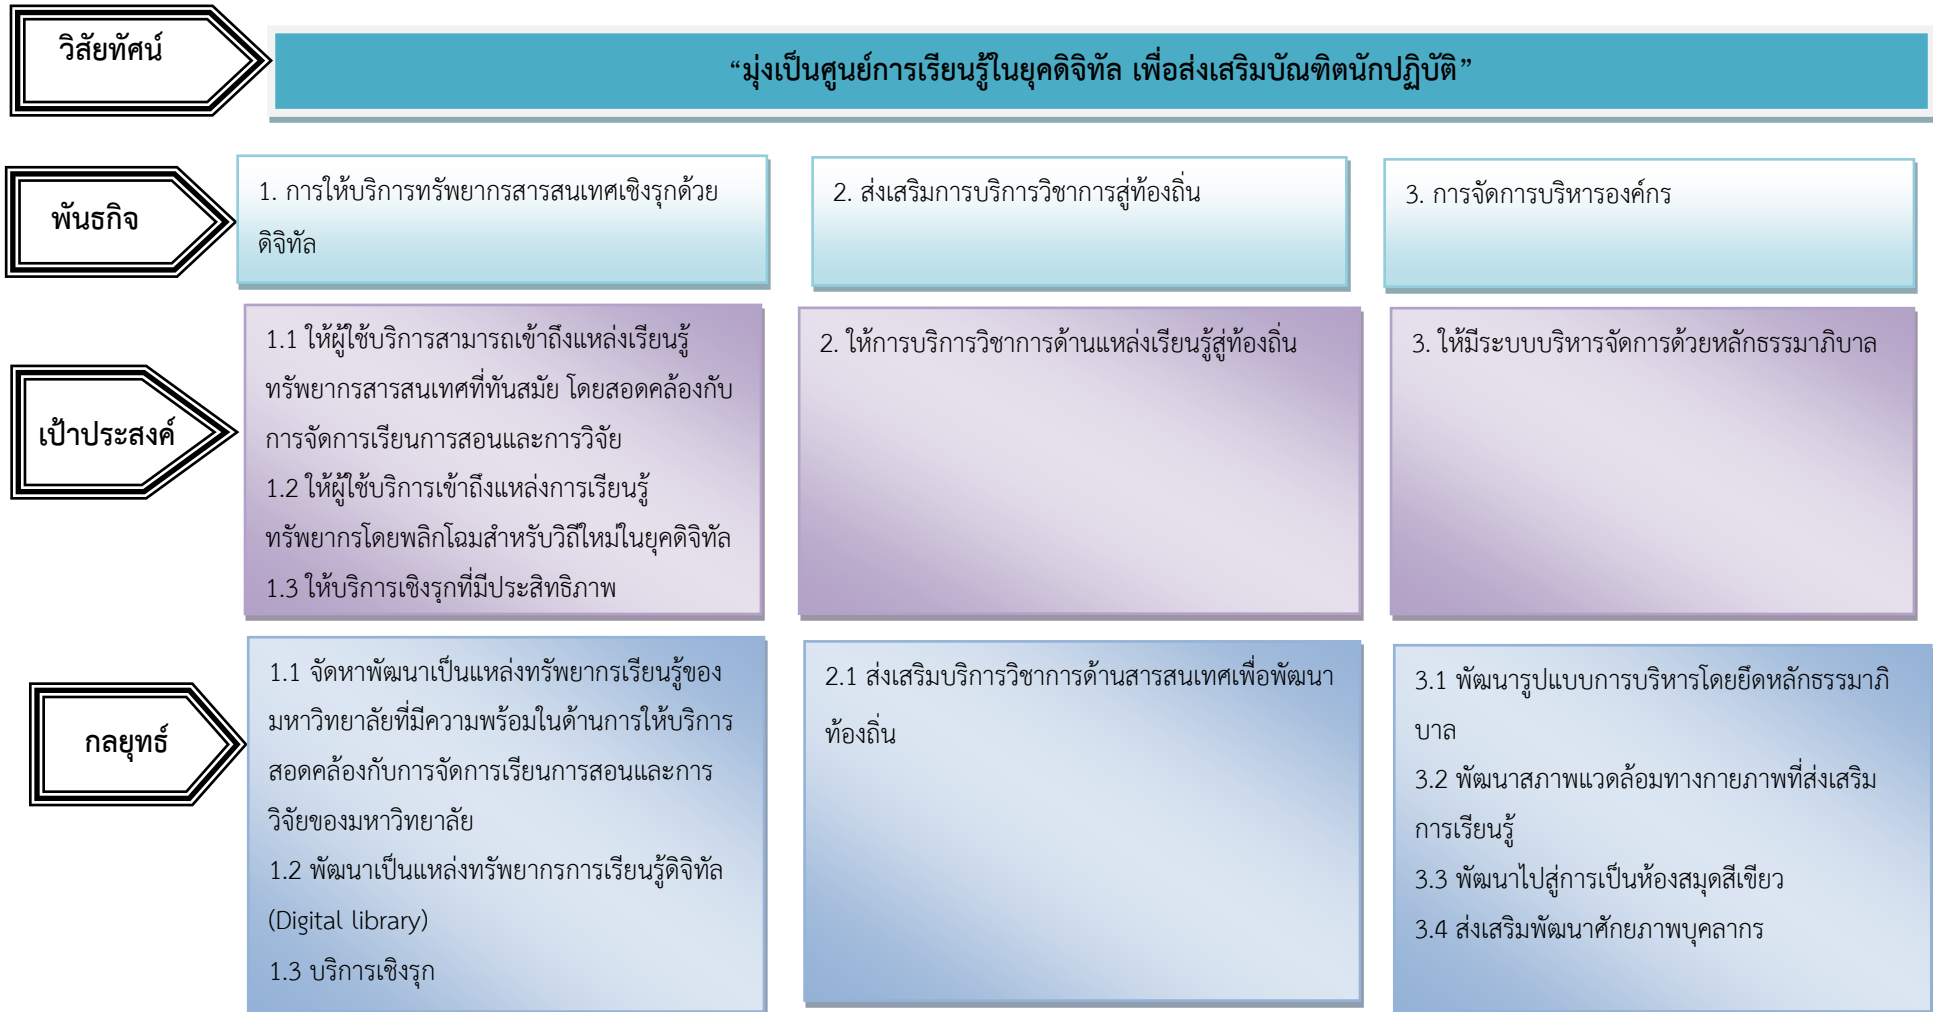 วิสัยทัศน์
“มุ่งเป็นศูนย์การเรียนรู้ในยุคดิจิทัล เพื่อส่งเสริมบัณฑิตนักปฏิบัติ”
พันธกิจ
1. การให้บริการทรัพยากรสารสนเทศเชิงรุกด้วย
ดิจิทัล
2. ส่งเสริมการบริการวิชาการสู่ท้องถิ่น
3. การจัดการบริหารองค์กร
เป้าประสงค์
1.1 ให้ผู้ใช้บริการสามารถเข้าถึงแหล่งเรียนรู้
ทรัพยากรสารสนเทศที่ทันสมัย โดยสอดคล้องกับ
การจัดการเรียนการสอนและการวิจัย
1.2 ให้ผู้ใช้บริการเข้าถึงแหล่งการเรียนรู้
ทรัพยากรโดยพลิกโฉมสำหรับวิถีใหม่ในยุคดิจิทัล
1.3 ให้บริการเชิงรุกที่มีประสิทธิภาพ
2. ให้การบริการวิชาการด้านแหล่งเรียนรู้สู่ท้องถิ่น
3. ให้มีระบบบริหารจัดการด้วยหลักธรรมาภิบาล
กลยุทธ์
1.1 จัดหาพัฒนาเป็นแหล่งทรัพยากรเรียนรู้ของ
มหาวิทยาลัยที่มีความพร้อมในด้านการให้บริการ
สอดคล้องกับการจัดการเรียนการสอนและการ
วิจัยของมหาวิทยาลัย
1.2 พัฒนาเป็นแหล่งทรัพยากรการเรียนรู้ดิจิทัล
(Digital library)
1.3 บริการเชิงรุก
2.1 ส่งเสริมบริการวิชาการด้านสารสนเทศเพื่อพัฒนา
ท้องถิ่น
3.1 พัฒนารูปแบบการบริหารโดยยึดหลักธรรมาภิ
บาล
3.2 พัฒนาสภาพแวดล้อมทางกายภาพที่ส่งเสริม
การเรียนรู้
3.3 พัฒนาไปสู่การเป็นห้องสมุดสีเขียว
3.4 ส่งเสริมพัฒนาศักยภาพบุคลากร